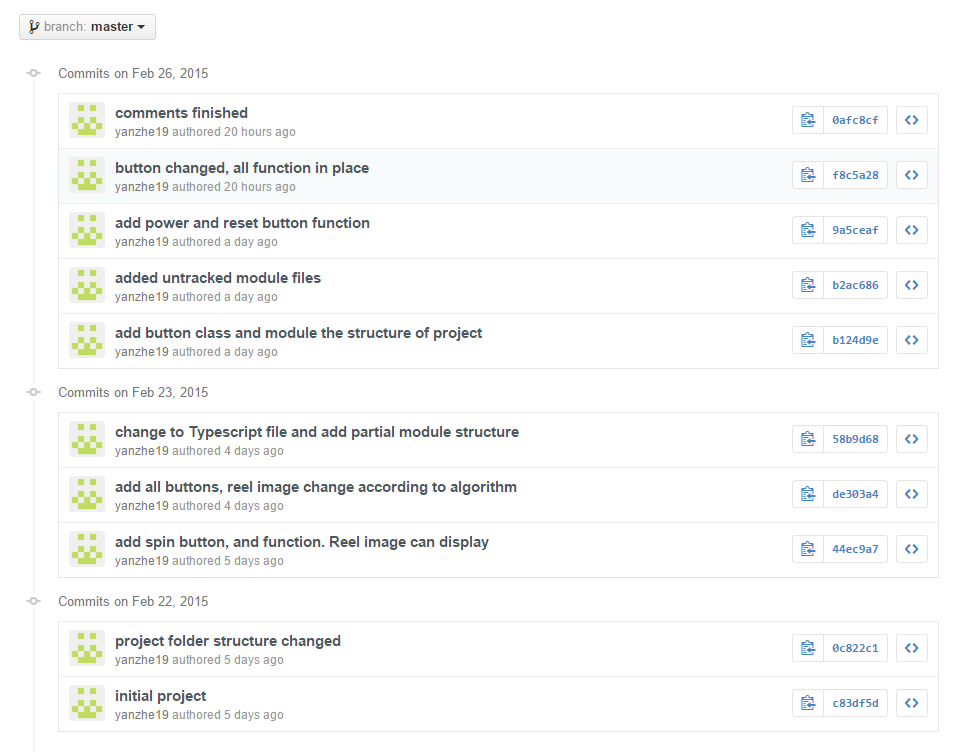 branch: master
Commits on Feb 26, 2015
comments finished
yanzhe19 authored 20 hours ago
0afc8cf
button changed, all function in place
yanzhe19 authored 20 hours ago
f8c5a28
add power and reset button function
yanzhe19 authored a day ago
9a5ceaf
added untracked module files
yanzhe19 authored a day ago
b2ac686
add button class and module the structure of project
yanzhe19 authored a day ago
b124d9e
Commits on Feb 23, 2015
change to Typescript file and add partial module structure
yanzhe19 authored 4 days ago
58b9d68
add all buttons, reel image change according to algorithm
yanzhe19 authored 4 days ago
de303a4
add spin button, and function. Reel image can display
yanzhe19 authored 5 days ago
44ec9a7
Commits on Feb 22, 2015
project folder structure changed
yanzhe19 authored 5 days ago
0c822c1
initial project
yanzhe19 authored 5 days ago
c83df5d